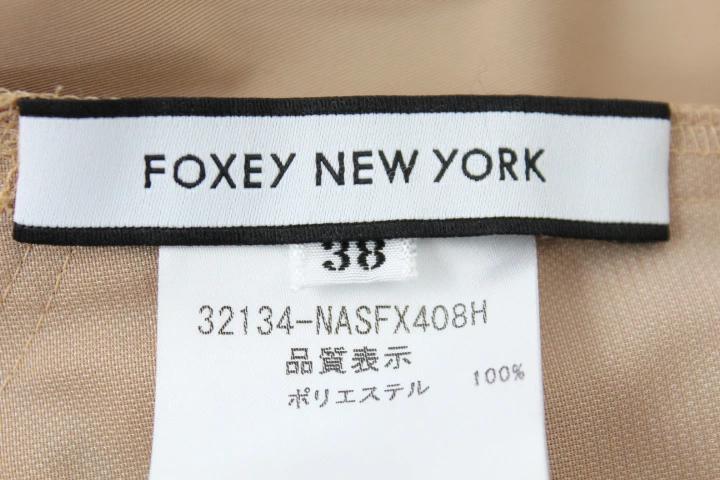 FOXEY NEW YORK
38
32134-NASFX408H
品質表示
ポリエステル 100%